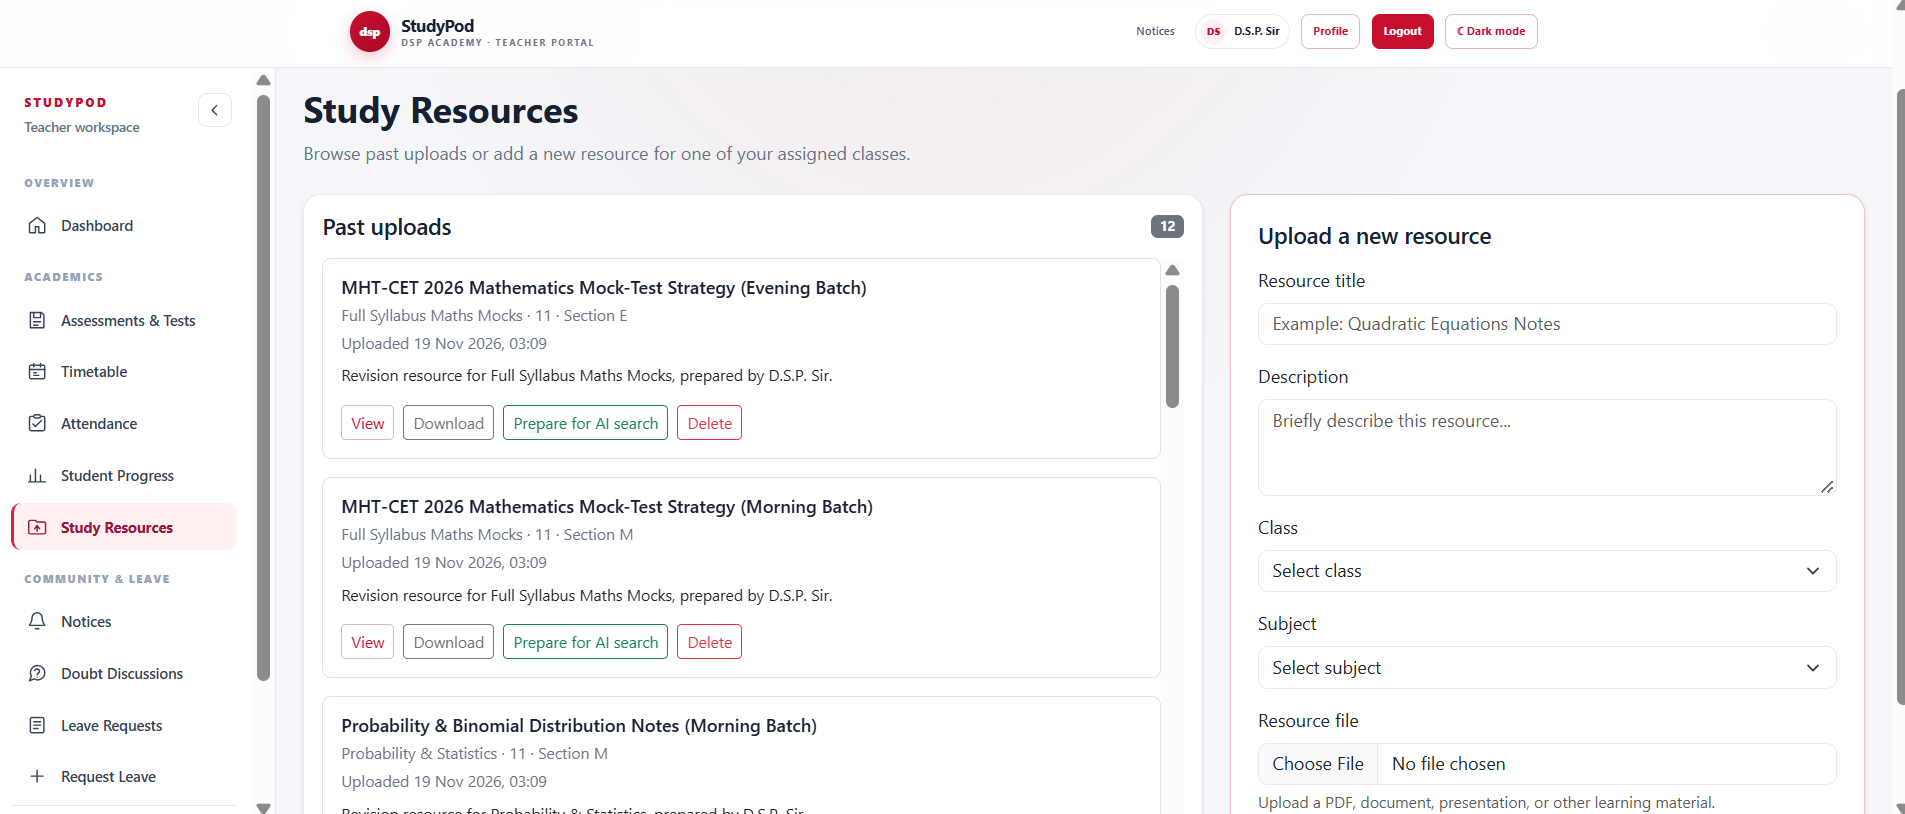 dsp
StudyPod
DSP ACADEMY · TEACHER PORTAL
Notices
DS
D.S.P. Sir
Profile
Logout
Dark mode
STUDYPOD
Teacher workspace
OVERVIEW
Dashboard
ACADEMICS
Assessments & Tests
Timetable
Attendance
Student Progress
Study Resources
COMMUNITY & LEAVE
Notices
Doubt Discussions
Leave Requests
Request Leave
Study Resources
Browse past uploads or add a new resource for one of your assigned classes.
Past uploads
12
MHT-CET 2026 Mathematics Mock-Test Strategy (Evening Batch)
Full Syllabus Maths Mocks · 11 · Section E
Uploaded 19 Nov 2026, 03:09
Revision resource for Full Syllabus Maths Mocks, prepared by D.S.P. Sir.
View
Download
Prepare for AI search
Delete
MHT-CET 2026 Mathematics Mock-Test Strategy (Morning Batch)
Full Syllabus Maths Mocks · 11 · Section M
Uploaded 19 Nov 2026, 03:09
Revision resource for Full Syllabus Maths Mocks, prepared by D.S.P. Sir.
View
Download
Prepare for AI search
Delete
Probability & Binomial Distribution Notes (Morning Batch)
Probability & Statistics · 11 · Section M
Uploaded 19 Nov 2026, 03:09
Revision resource for Probability & Statistics, prepared by D.S.P. Sir.
Upload a new resource
Resource title
Example: Quadratic Equations Notes
Description
Briefly describe this resource...
Class
Select class
Subject
Select subject
Resource file
Choose File
No file chosen
Upload a PDF, document, presentation, or other learning material.